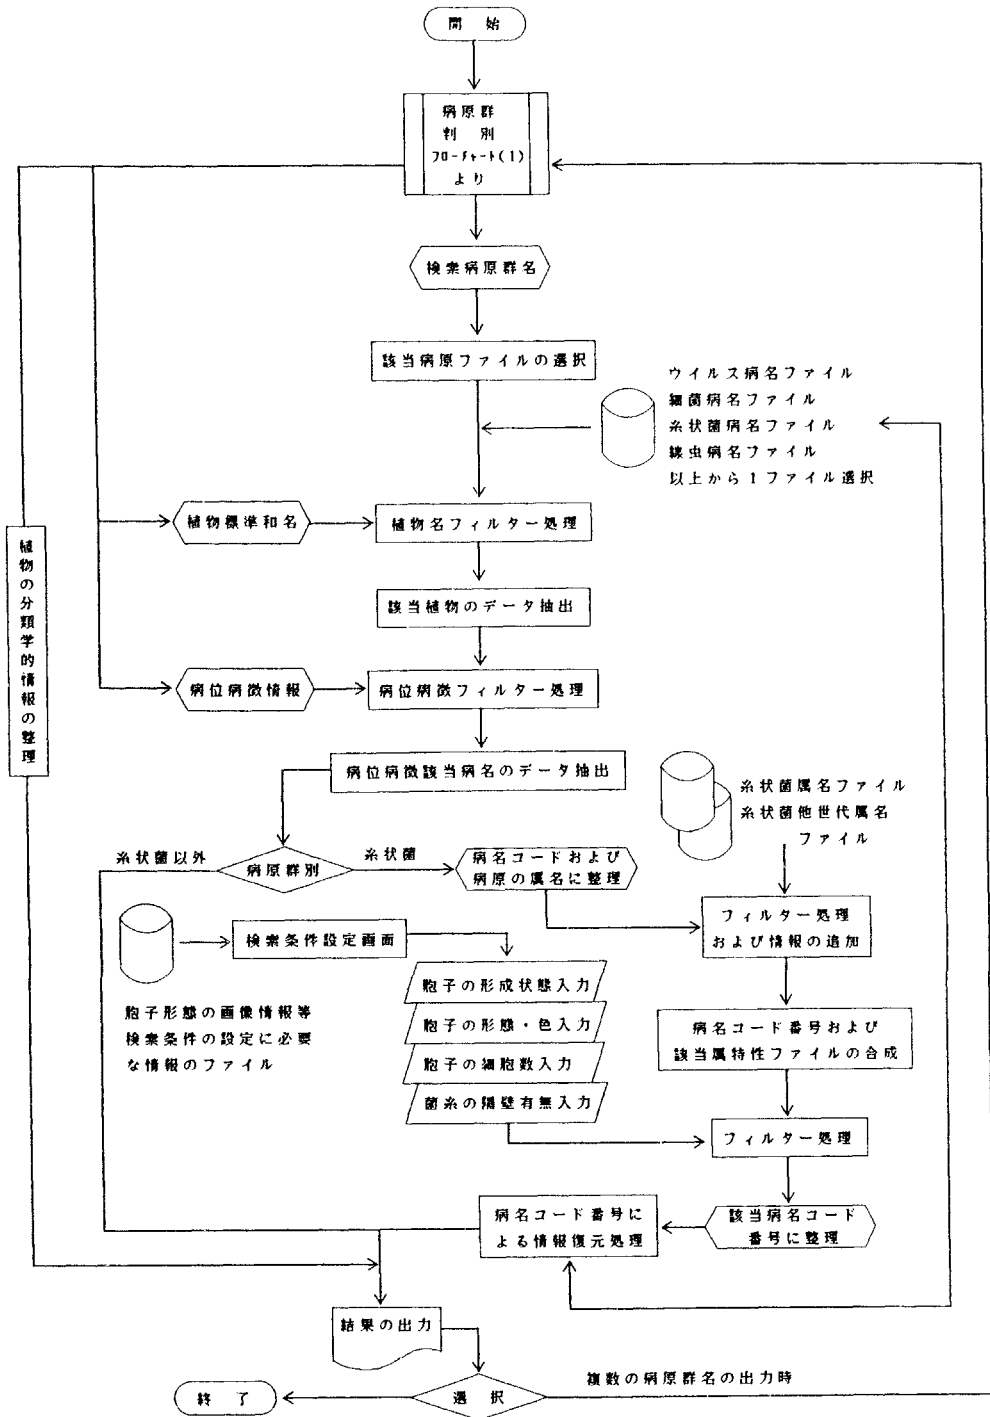 開 始
病原群
判 別
フローチャート(1)
より
検索病原群名
該当病原ファイルの選択
ウイルス病名ファイル
細菌病名ファイル
糸状菌病名ファイル
線虫病名ファイル
以上から1ファイル選択
植物標準和名
植物名フィルター処理
植物の分類学的情報の整理
該当植物のデータ抽出
病位病徴情報
病位病徴フィルター処理
病位病徴該当病名のデータ抽出
糸状菌属名ファイル
糸状菌他世代属名
ファイル
糸状菌以外
病原群別
糸状菌
病名コードおよび
病原の属名に整理
フィルター処理
および情報の追加
検索条件設定画面
胞子の形成状態入力
胞子の形態・色入力
胞子の細胞数入力
菌糸の隔壁有無入力
胞子形態の画像情報等
検索条件の設定に必要
な情報のファイル
病名コード番号および
該当属特性ファイルの合成
フィルター処理
該当病名コード
番号に整理
病名コード番号に
よる情報復元処理
結果の出力
複数の病原群名の出力時
選 択
終 了